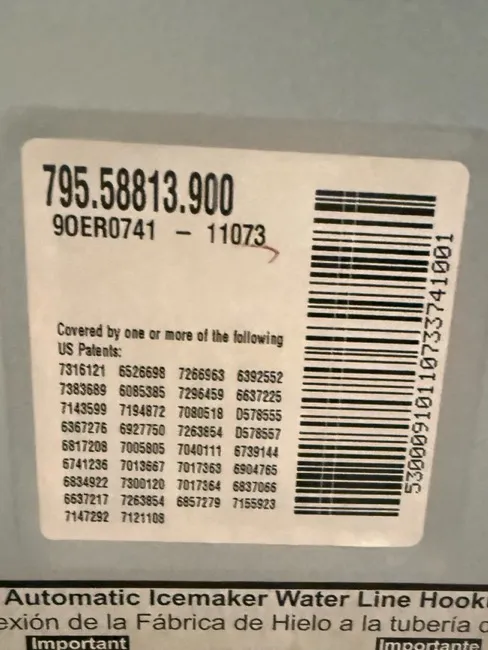 795.58813.900
90ER0741 - 11073
Covered by one or more of the following
US Patents:
7316121 6526698 7266963 6392552
7383689 6085385 7296459 6637225
7143599 7194872 7080518 D578555
6367276 6927750 7263854 D578557
6817208 7005805 7040111 6739144
6741236 7013667 7017363 6904765
6834922 7300120 7017364 6837066
6637217 7263854 6857279 7155923
7147292 7121108
53000910110733741001
Automatic Icemaker Water Line Hook
exión de la Fábrica de Hielo a la tubería d
Important
Importante